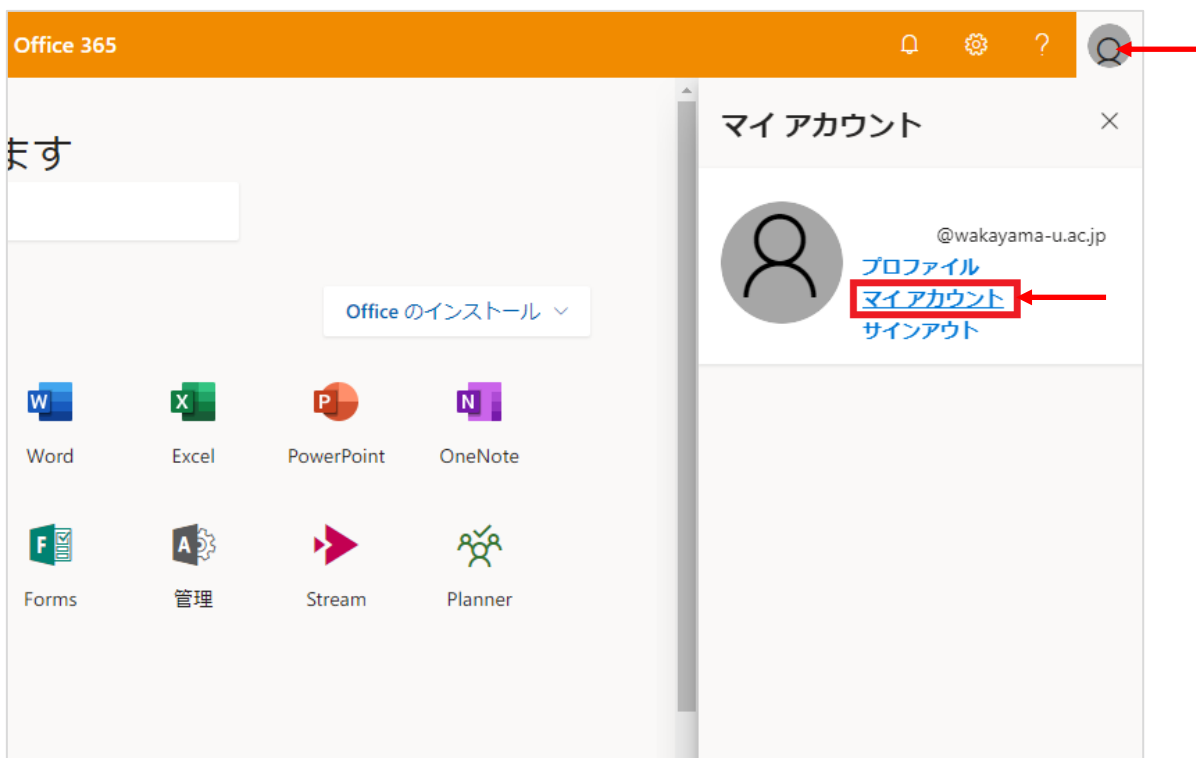 Office 365
ます
マイ アカウント
@wakayama-u.ac.jp
プロファイル
マイ アカウント
サインアウト
Office のインストール
Word
Excel
PowerPoint
OneNote
Forms
管理
Stream
Planner